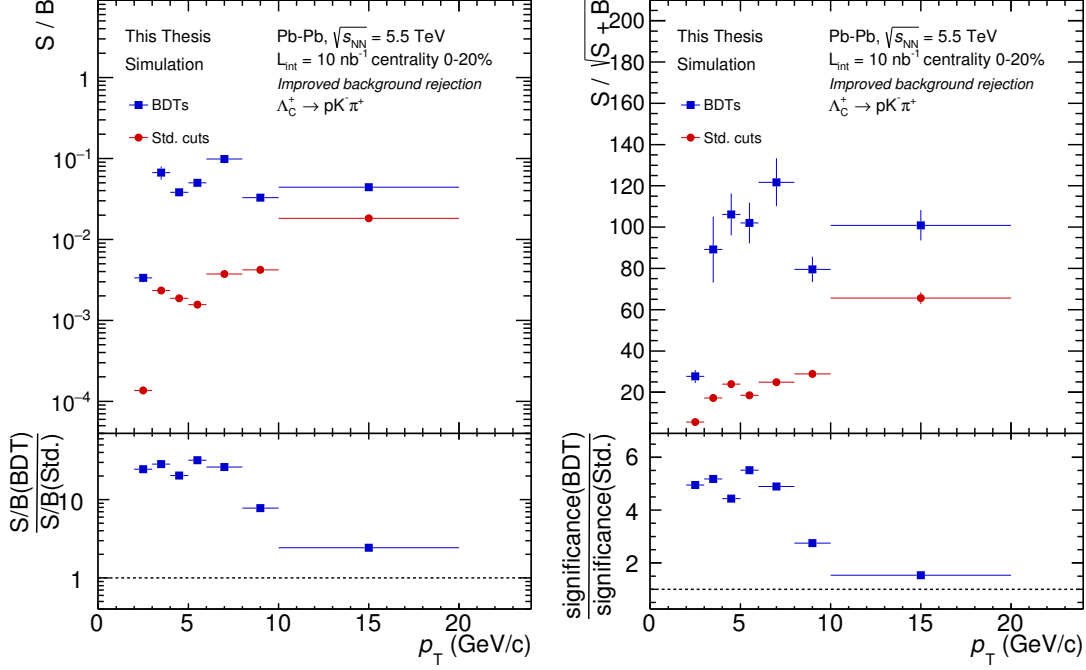 S / B
This Thesis
Simulation
BDTs
Std. cuts
Pb-Pb, √s_NN = 5.5 TeV
L_int = 10 nb⁻¹ centrality 0-20%
Improved background rejection
Λ_C⁺ → pK⁻π⁺
1
10⁻¹
10⁻²
10⁻³
10⁻⁴
S/B(BDT)
S/B(Std.)
10
1
0 5 10 15 20
p_T (GeV/c)
S / √S + B
This Thesis
Simulation
BDTs
Std. cuts
Pb-Pb, √s_NN = 5.5 TeV
L_int = 10 nb⁻¹ centrality 0-20%
Improved background rejection
Λ_C⁺ → pK⁻π⁺
200
180
160
140
120
100
80
60
40
20
significance(BDT)
significance(Std.)
6
4
2
0 5 10 15 20
p_T (GeV/c)